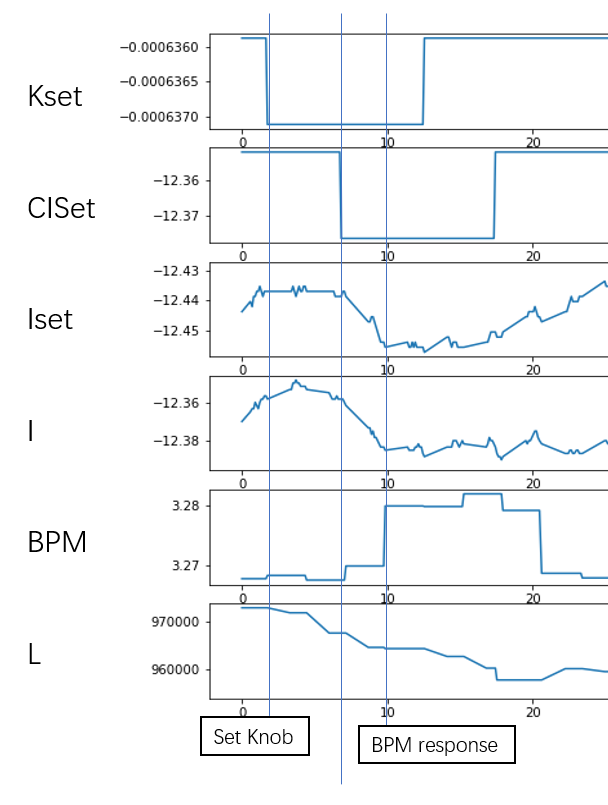 Kset
−0.0006360
−0.0006365
−0.0006370
0 10 20
CISet
−12.36
−12.37
0 10 20
Iset
−12.43
−12.44
−12.45
0 10 20
I
−12.36
−12.38
0 10 20
BPM
3.28
3.27
0 10 20
L
970000
960000
0 10 20
Set Knob
BPM response